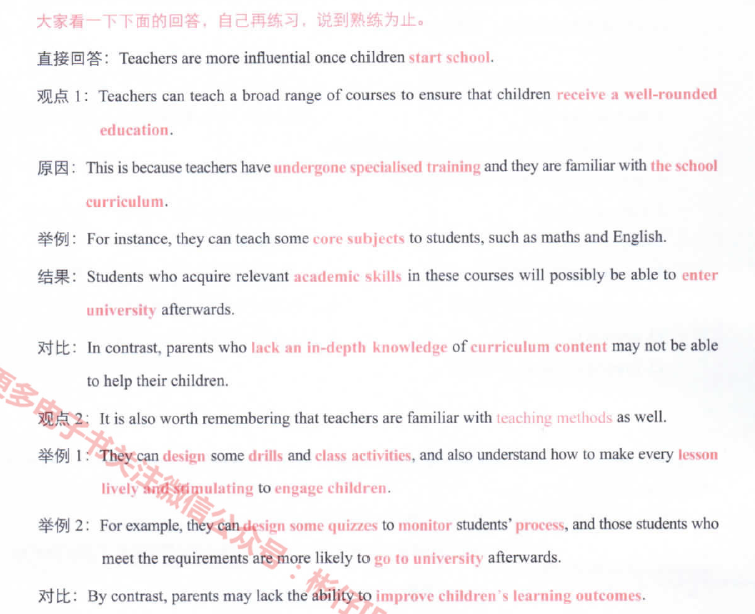 大家看一下下面的回答，自己再练习，说到熟练为止。
直接回答：Teachers are more influential once children start school.
观点 1：Teachers can teach a broad range of courses to ensure that children receive a well-rounded
education.
原因：This is because teachers have undergone specialised training and they are familiar with the school
curriculum.
举例：For instance, they can teach some core subjects to students, such as maths and English.
结果：Students who acquire relevant academic skills in these courses will possibly be able to enter
university afterwards.
对比：In contrast, parents who lack an in-depth knowledge of curriculum content may not be able
to help their children.
观点 2：It is also worth remembering that teachers are familiar with teaching methods as well.
举例 1：They can design some drills and class activities, and also understand how to make every lesson
lively and stimulating to engage children.
举例 2：For example, they can design some quizzes to monitor students' process, and those students who
meet the requirements are more likely to go to university afterwards.
对比：By contrast, parents may lack the ability to improve children's learning outcomes.
更多电子书关注微信公众号：